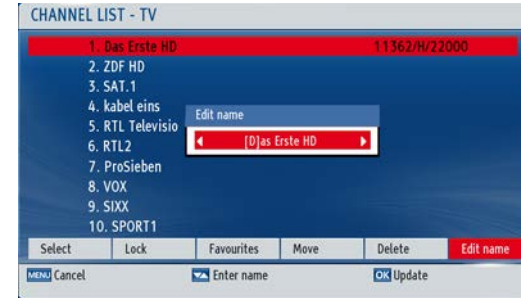 CHANNEL LIST - TV
1. Das Erste HD 11362/H/22000
2. ZDF HD
3. SAT.1
4. kabel eins
Edit name
5. RTL Televisio
[D]as Erste HD
6. RTL2
7. ProSieben
8. VOX
9. SIXX
10. SPORT1
Select Lock Favourites Move Delete Edit name
MENU Cancel Enter name OK Update